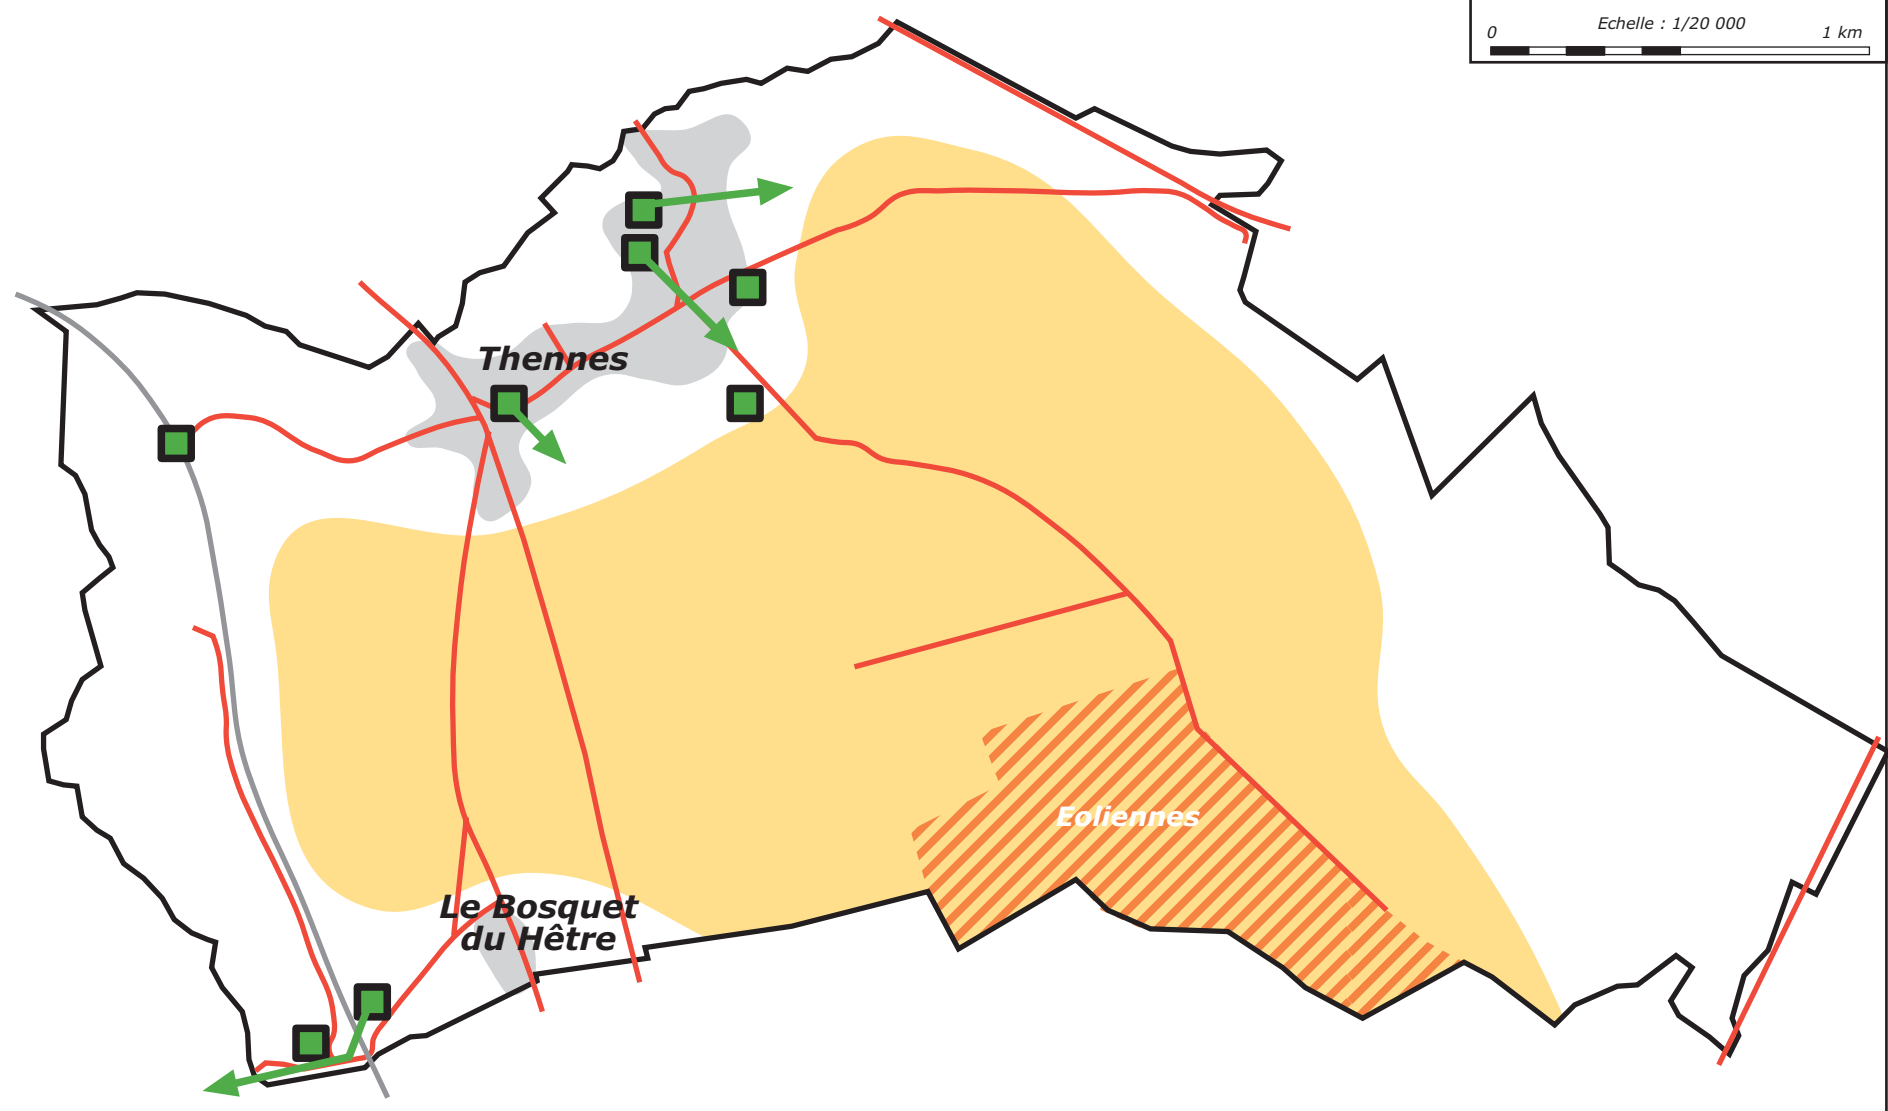 Echelle : 1/20 000
0 1 km
Thennes
Eoliennes
Le Bosquet
du Hêtre